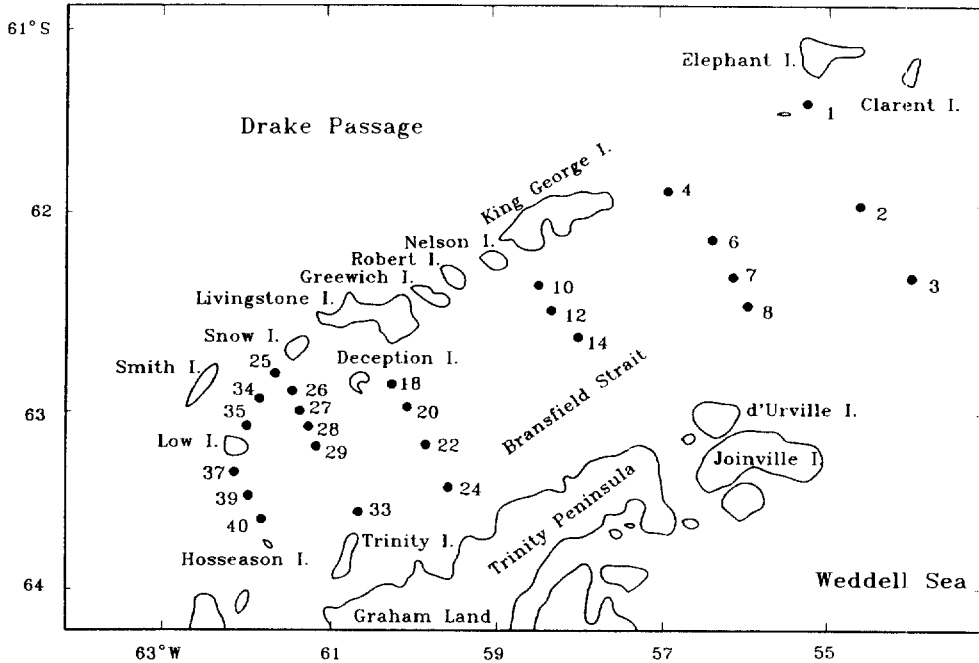 61°S
Elephant I.
Clarent I.
1
Drake Passage
King George I.
4
62
2
6
Nelson I.
Robert I.
7
3
Greewich I.
10
Livingstone I.
8
12
Snow I.
14
Deception I.
Smith I.
25
18
34
26
Bransfield Strait
27
20
63
d'Urville I.
35
28
Low I.
29
22
Joinville I.
37
24
39
33
Trinity Peninsula
40
Trinity I.
Hosseason I.
64
Weddell Sea
Graham Land
63°W
61
59
57
55